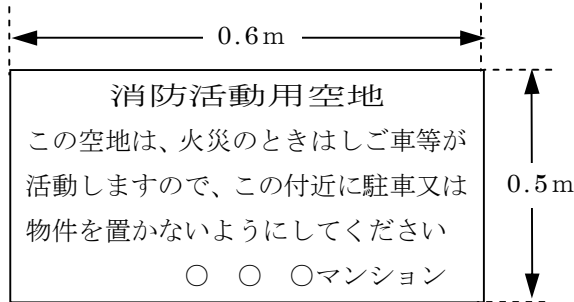 0.6m
消防活動用空地
この空地は、火災のときはしご車等が
活動しますので、この付近に駐車又は
物件を置かないようにしてください
○　○　○マンション
0.5m